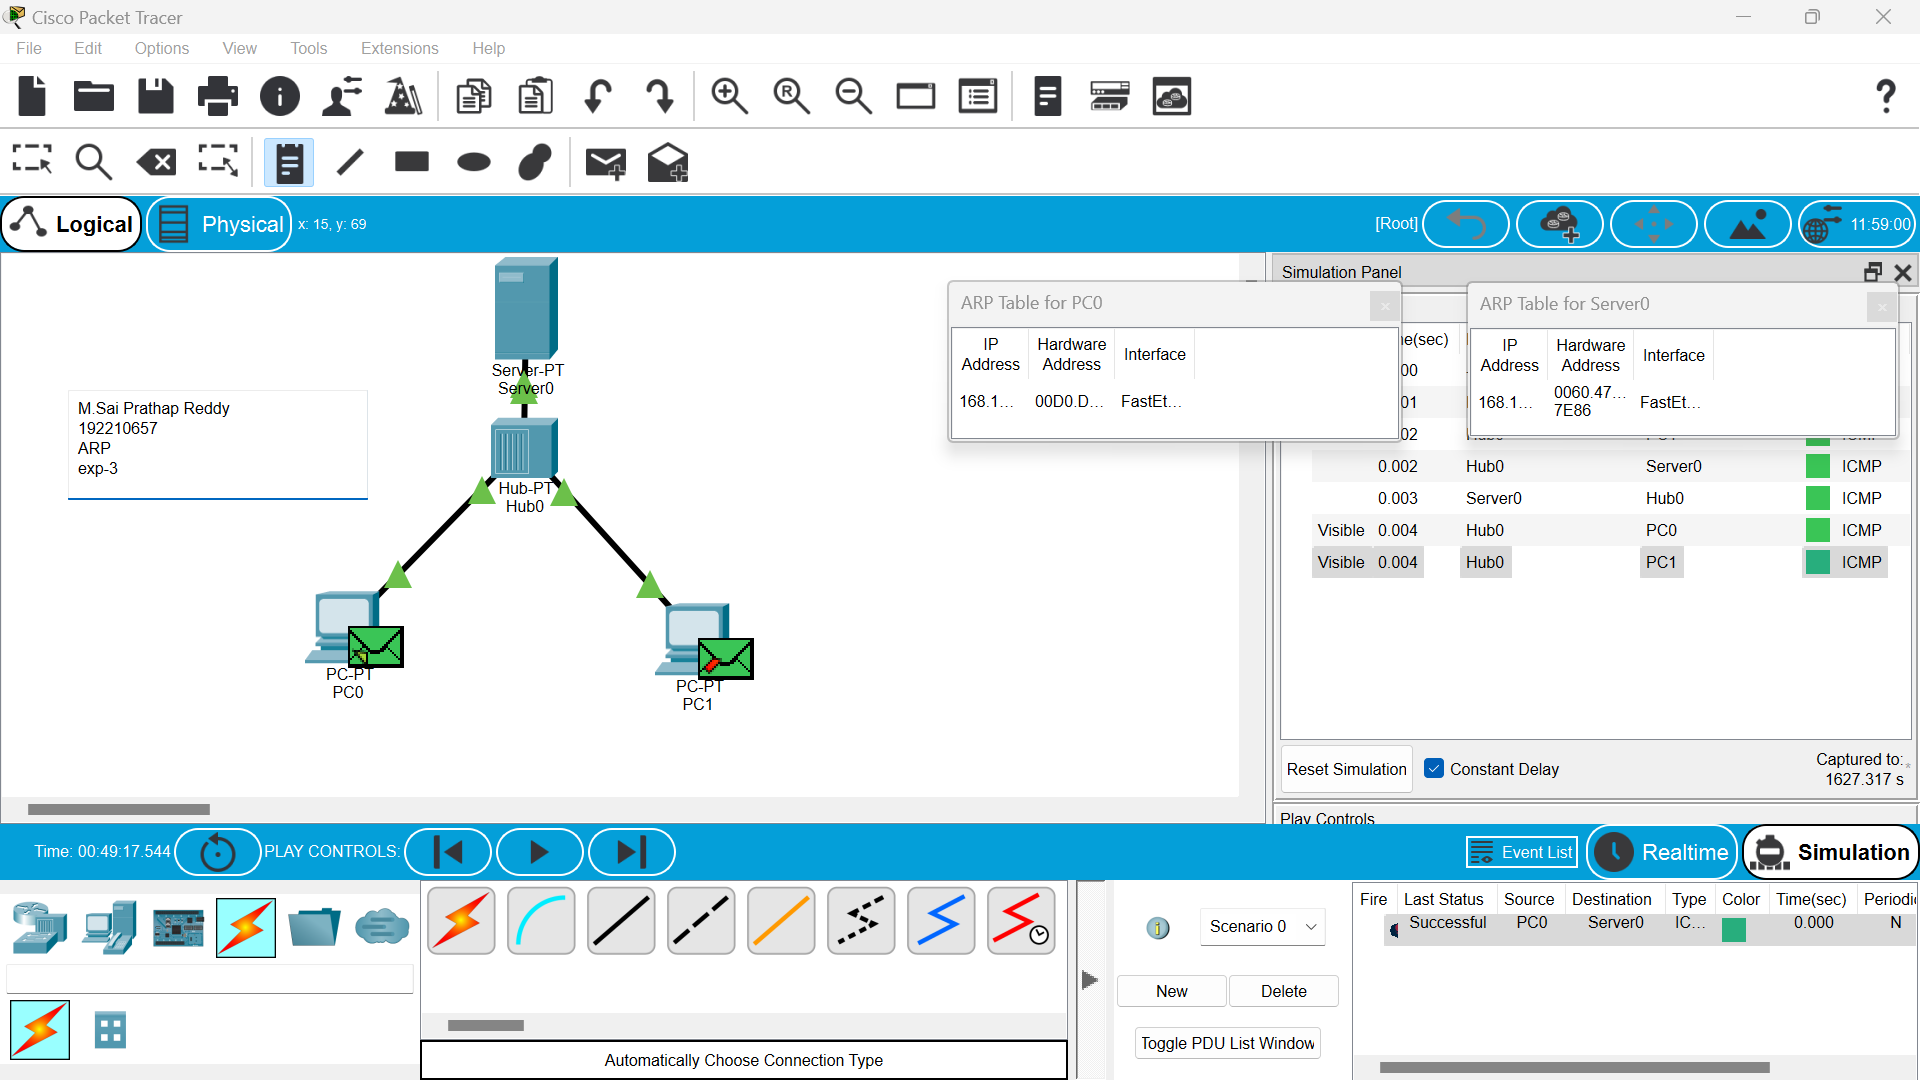 Cisco Packet Tracer
File Edit Options View Tools Extensions Help
Logical Physical x: 15, y: 69 [Root] 11:59:00
Simulation Panel
ARP Table for PC0
IP Address Hardware Address Interface
168.1... 00D0.D... FastEt...
ARP Table for Server0
IP Address Hardware Address Interface
168.1... 0060.47... 7E86 FastEt...
Server-PT
Server0
M.Sai Prathap Reddy
192210657
ARP
exp-3
Hub-PT
Hub0
PC-PT
PC0
PC-PT
PC1
0.002 Hub0 Server0 ICMP
0.003 Server0 Hub0 ICMP
Visible 0.004 Hub0 PC0 ICMP
Visible 0.004 Hub0 PC1 ICMP
Reset Simulation Constant Delay Captured to: *
1627.317 s
Play Controls
Time: 00:49:17.544 PLAY CONTROLS: Event List Realtime Simulation
Scenario 0
New Delete
Toggle PDU List Window
Fire Last Status Source Destination Type Color Time(sec) Periodi
Successful PC0 Server0 IC... 0.000 N
Automatically Choose Connection Type